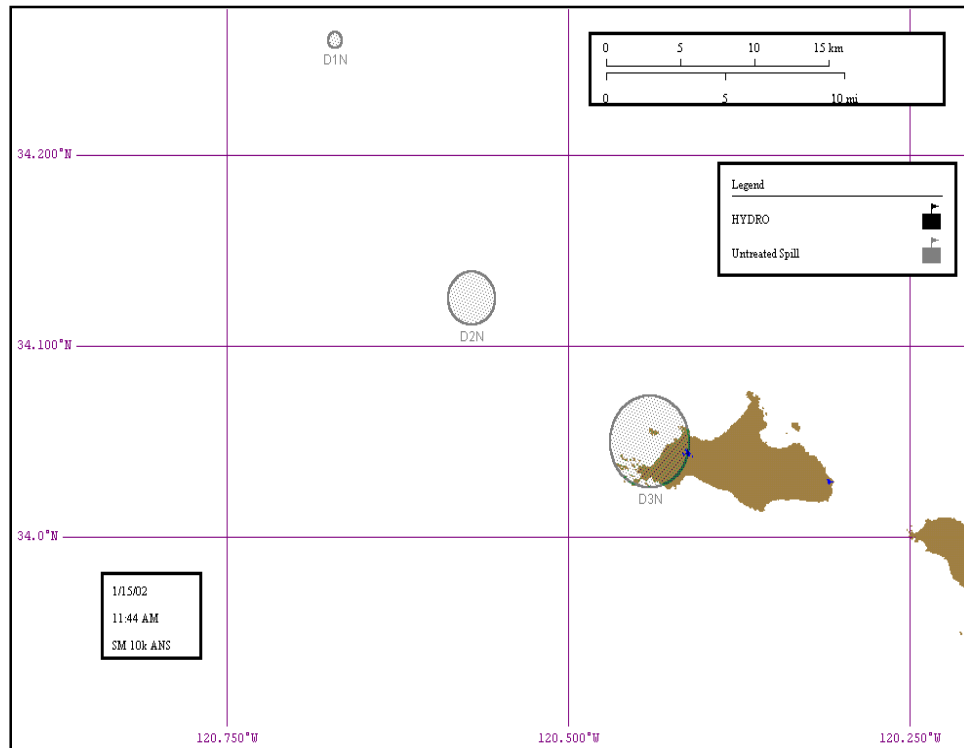 D1N
0 5 10 15 km
0 5 10 mi
34.200°N
Legend
HYDRO
Untreated Spill
D2N
34.100°N
D3N
34.0°N
1/15/02
11:44 AM
SM 10k ANS
120.750°W 120.500°W 120.250°W